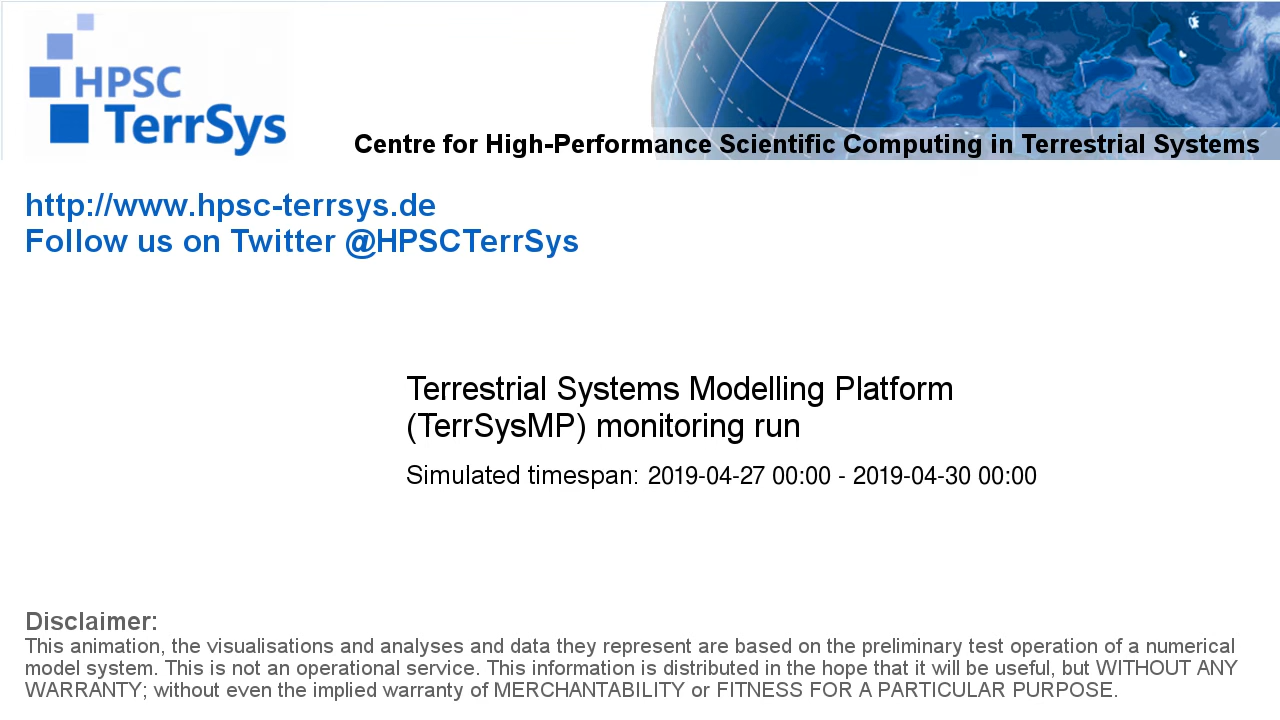 HPSC
TerrSys
Centre for High-Performance Scientific Computing in Terrestrial Systems
http://www.hpsc-terrsys.de
Follow us on Twitter @HPSCTerrSys
Terrestrial Systems Modelling Platform
(TerrSysMP) monitoring run
Simulated timespan: 2019-04-27 00:00 - 2019-04-30 00:00
Disclaimer:
This animation, the visualisations and analyses and data they represent are based on the preliminary test operation of a numerical
model system. This is not an operational service. This information is distributed in the hope that it will be useful, but WITHOUT ANY
WARRANTY; without even the implied warranty of MERCHANTABILITY or FITNESS FOR A PARTICULAR PURPOSE.